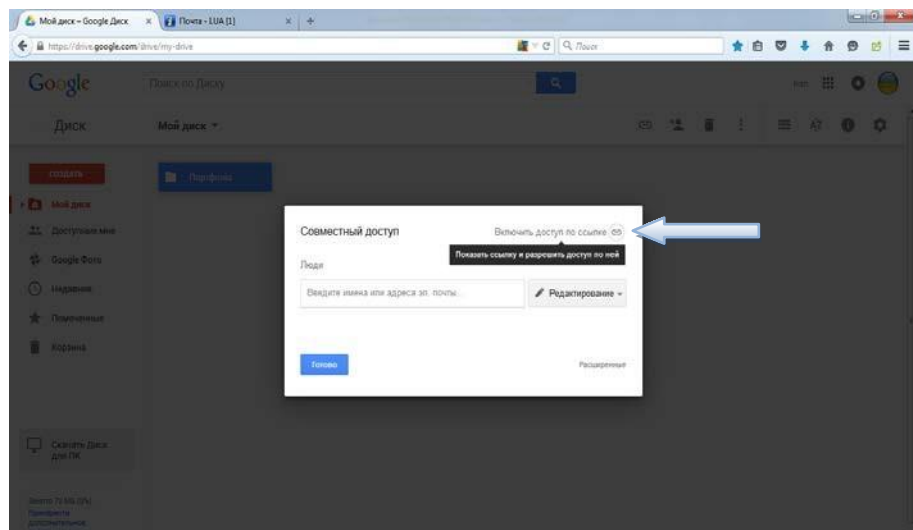 Мой диск – Google Диск × Почта - LUA (1) × +
https://drive.google.com/drive/my-drive
Поиск
Google
Поиск по Диску
Диск
Мой диск
СОЗДАТЬ
Портфолио
Мой диск
Доступные мне
Google Фото
Недавние
Помеченные
Корзина
Совместный доступ
Включить доступ по ссылке
Показать ссылку и разрешить доступ по ней
Люди
Введите имена или адреса эл. почты...
Редактирование
Готово
Расширенные
Скачать Диск
для ПК